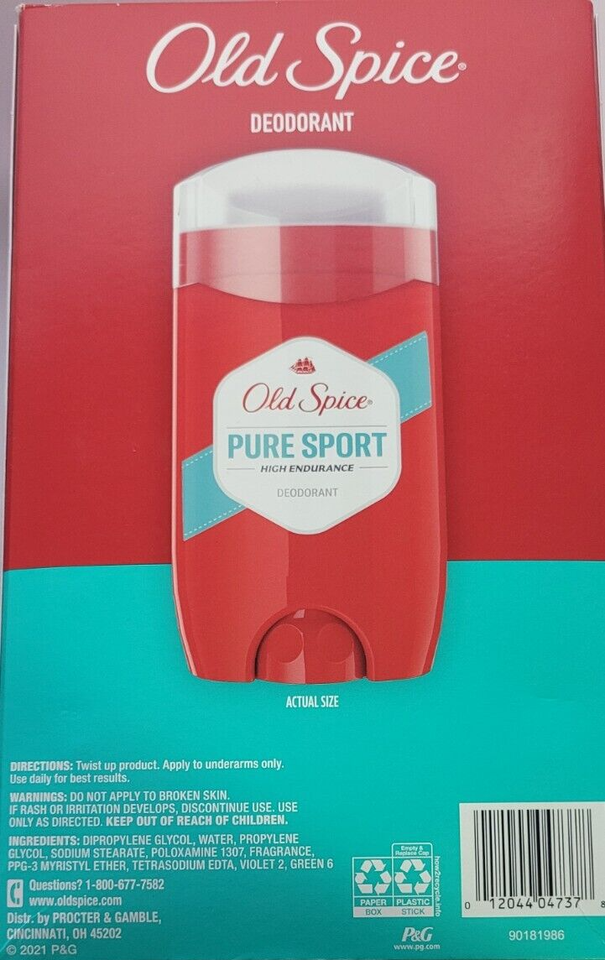 Old Spice®
DEODORANT
Old Spice®
PURE SPORT
HIGH ENDURANCE
DEODORANT
ACTUAL SIZE
DIRECTIONS: Twist up product. Apply to underarms only.
Use daily for best results.
WARNINGS: DO NOT APPLY TO BROKEN SKIN.
IF RASH OR IRRITATION DEVELOPS, DISCONTINUE USE. USE
ONLY AS DIRECTED. KEEP OUT OF REACH OF CHILDREN.
INGREDIENTS: DIPROPYLENE GLYCOL, WATER, PROPYLENE
GLYCOL, SODIUM STEARATE, POLOXAMINE 1307, FRAGRANCE,
PPG-3 MYRISTYL ETHER, TETRASODIUM EDTA, VIOLET 2, GREEN 6
Questions? 1-800-677-7582
www.oldspice.com
Distr. by PROCTER & GAMBLE,
CINCINNATI, OH 45202
© 2021 P&G
Empty &
Replace Cap
PAPER
BOX
PLASTIC
STICK
how2recycle.info
P&G
www.pg.com
0 12044 04737 8
90181986